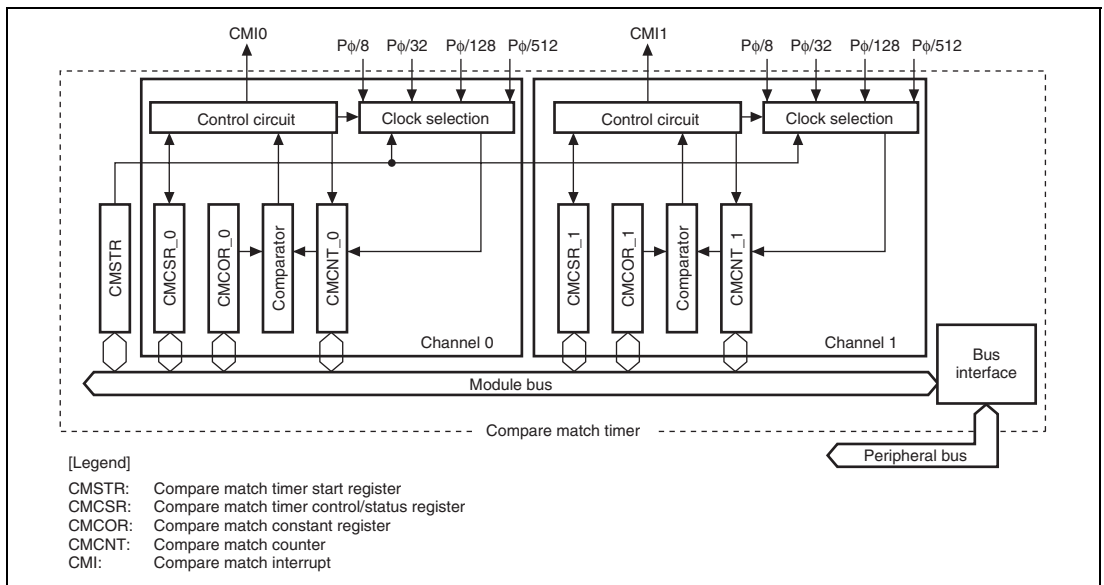 CMI0
Pϕ/8 Pϕ/32 Pϕ/128 Pϕ/512
CMI1
Pϕ/8 Pϕ/32 Pϕ/128 Pϕ/512
Control circuit
Clock selection
Control circuit
Clock selection
CMSTR
CMCSR_0
CMCOR_0
Comparator
CMCNT_0
CMCSR_1
CMCOR_1
Comparator
CMCNT_1
Channel 0
Channel 1
Module bus
Bus
interface
Compare match timer
Peripheral bus
[Legend]
CMSTR: Compare match timer start register
CMCSR: Compare match timer control/status register
CMCOR: Compare match constant register
CMCNT: Compare match counter
CMI: Compare match interrupt